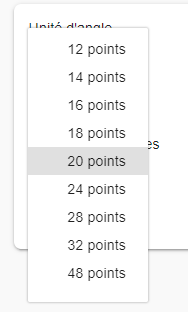 Unité d'angle
12 points
14 points
16 points
18 points
20 points
es
24 points
28 points
32 points
48 points